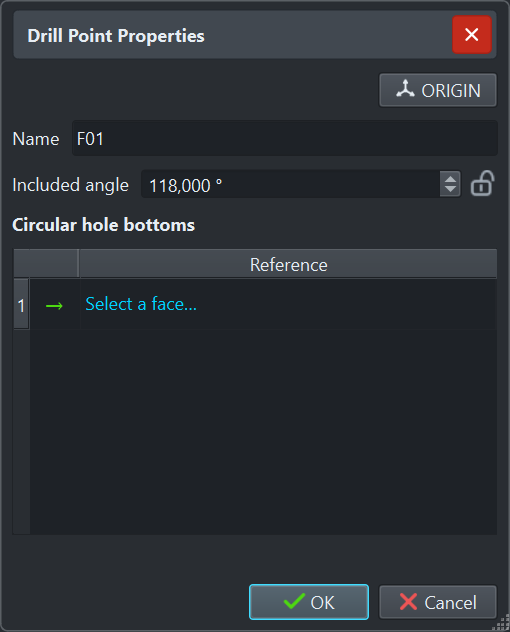 Drill Point Properties
ORIGIN
Name F01
Included angle 118,000 °
Circular hole bottoms
Reference
1 → Select a face...
OK Cancel